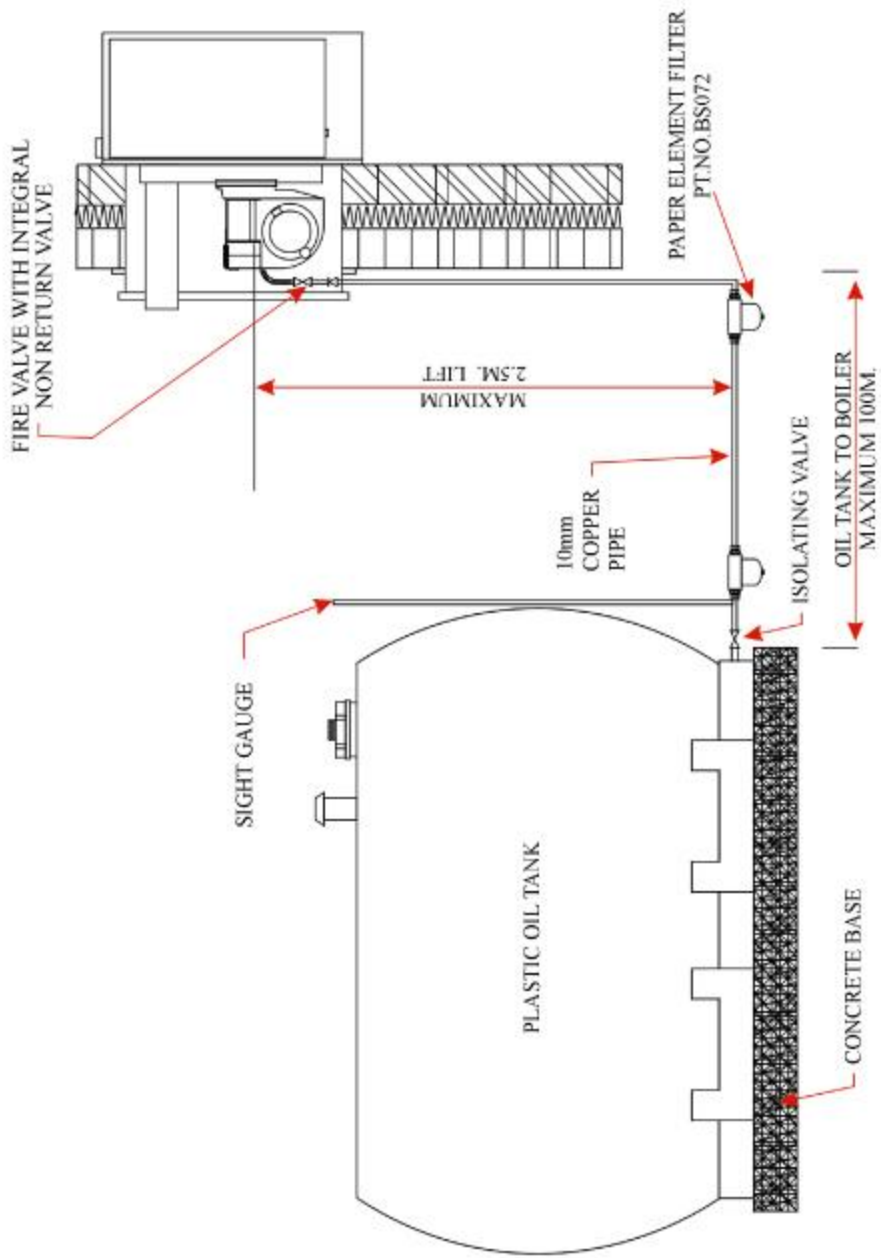 FIRE VALVE WITH INTEGRAL
NON RETURN VALVE
SIGHT GAUGE
MAXIMUM
2.5M. LIFT
10mm
COPPER
PIPE
PAPER ELEMENT FILTER
PT.NO.BS072
PLASTIC OIL TANK
ISOLATING VALVE
OIL TANK TO BOILER
MAXIMUM 100M.
CONCRETE BASE